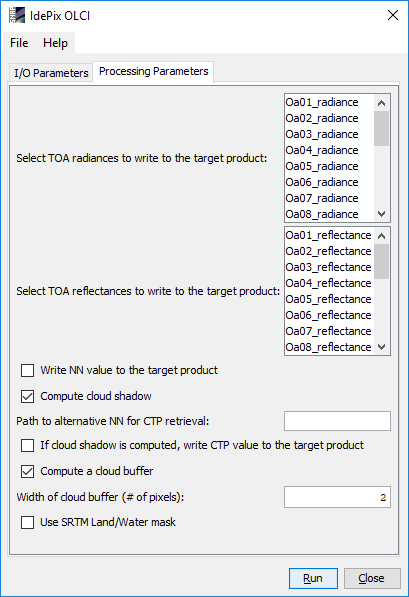 IdePix OLCI
File Help
I/O Parameters Processing Parameters
Select TOA radiances to write to the target product:
Oa01_radiance
Oa02_radiance
Oa03_radiance
Oa04_radiance
Oa05_radiance
Oa06_radiance
Oa07_radiance
Oa08_radiance
Select TOA reflectances to write to the target product:
Oa01_reflectance
Oa02_reflectance
Oa03_reflectance
Oa04_reflectance
Oa05_reflectance
Oa06_reflectance
Oa07_reflectance
Oa08_reflectance
Write NN value to the target product
Compute cloud shadow
Path to alternative NN for CTP retrieval:
If cloud shadow is computed, write CTP value to the target product
Compute a cloud buffer
Width of cloud buffer (# of pixels): 2
Use SRTM Land/Water mask
Run Close